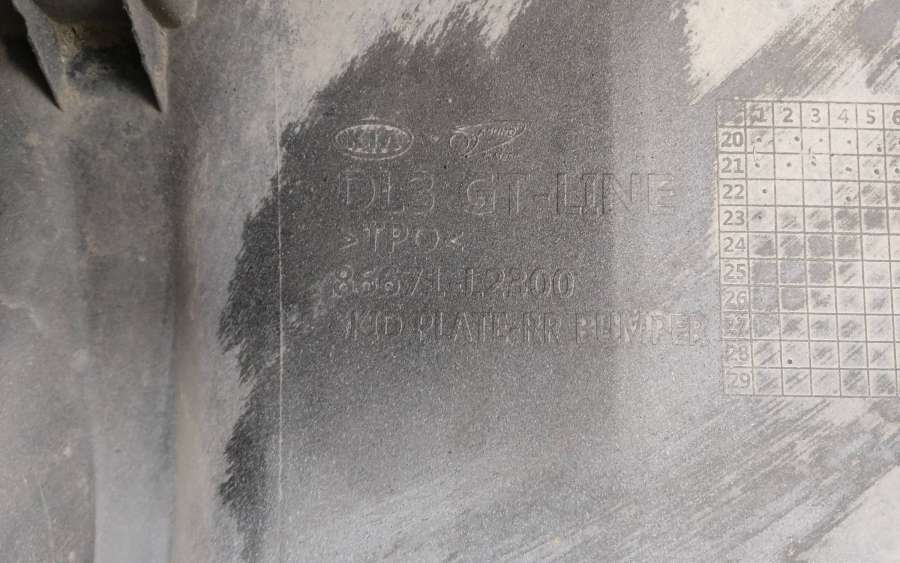 KIA
DL3 GT-LINE
>TPO<
86671-L2300
SKID PLATE-RR BUMPER
1 2 3 4 5 6
20
21
22
23
24
25
26
27
28
29